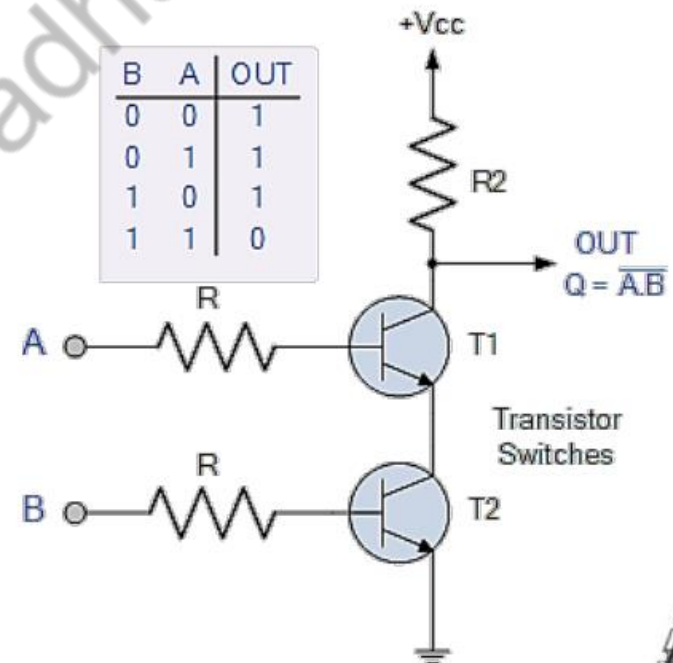 +Vcc
B A OUT
0 0 1
0 1 1
1 0 1
1 1 0
R2
OUT
Q = \overline{A.B}
R
A
T1
Transistor
Switches
R
B
T2